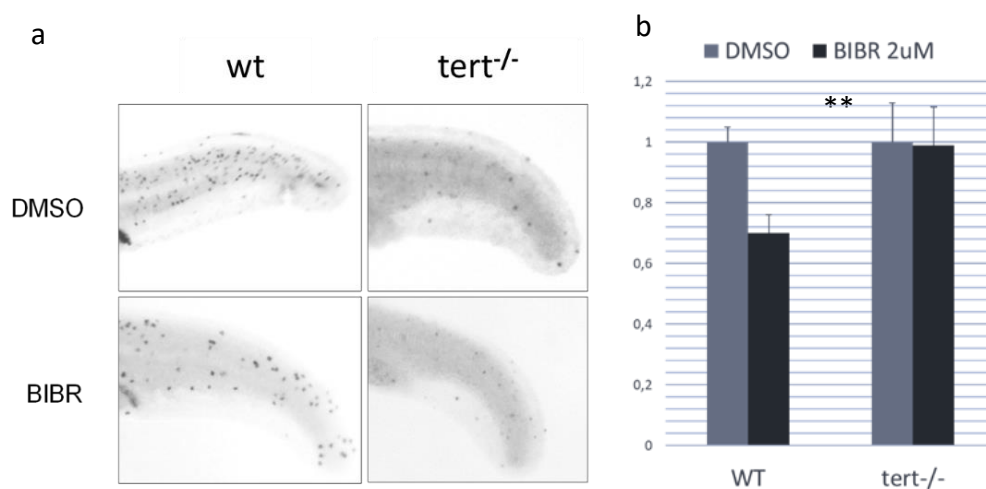 a
wt tert-/-
DMSO
BIBR
b
DMSO BIBR 2uM
**
1,2
1
0,8
0,6
0,4
0,2
0
WT tert-/-